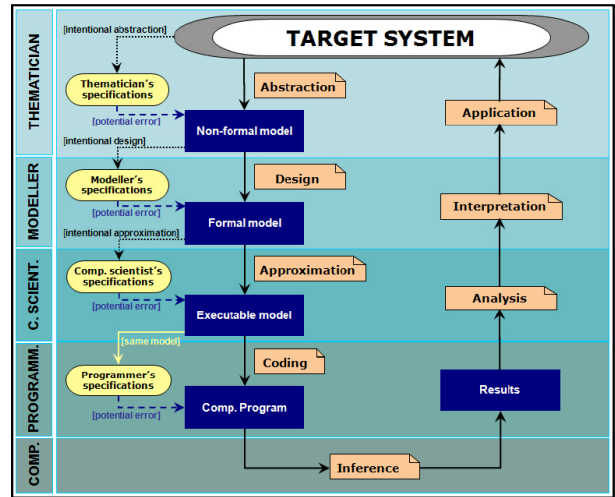 THEMATICIAN
[intentional abstraction]
TARGET SYSTEM
Thematician's
specifications
Abstraction
[potential error]
Non-formal model
Application
[intentional design]
MODELLER
Modeller's
specifications
Design
[potential error]
Formal model
Interpretation
[intentional approximation]
C. SCIENT.
Comp. scientist's
specifications
Approximation
[potential error]
Executable model
Analysis
[same model]
PROGRAMM.
Programmer's
specifications
Coding
[potential error]
Comp. Program
Results
COMP.
Inference